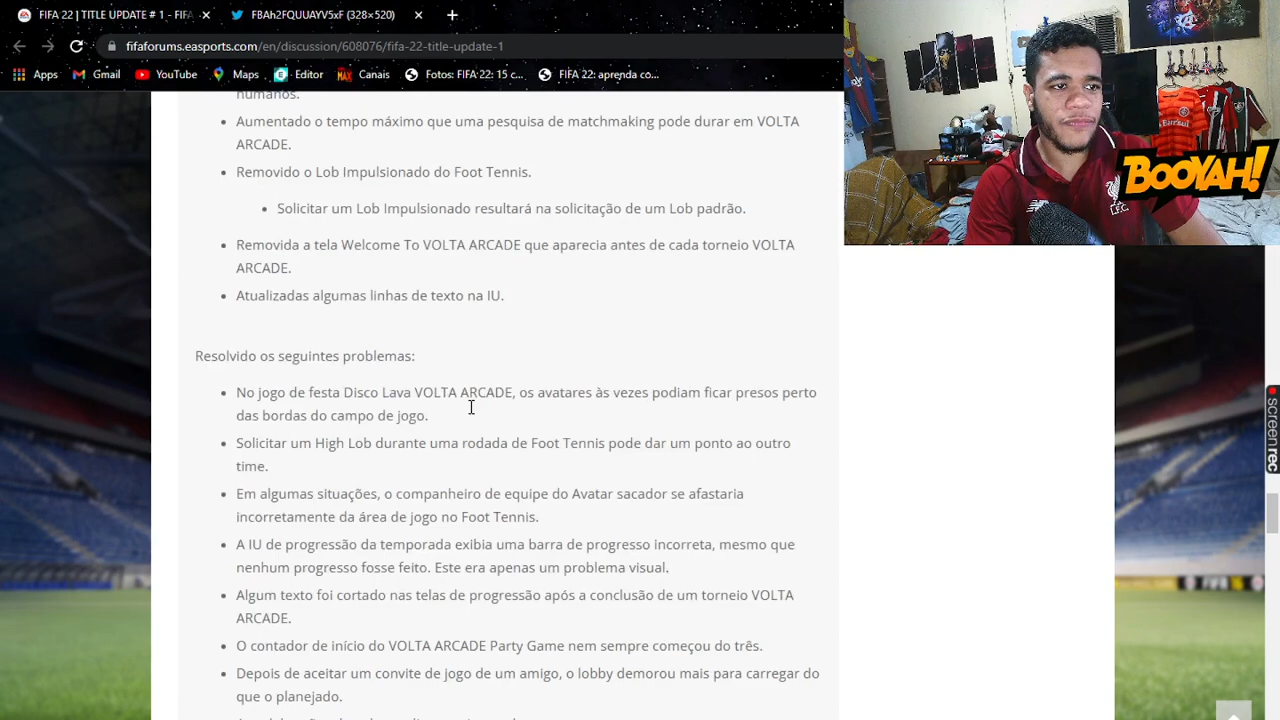 FIFA 22 | TITLE UPDATE # 1 - FIFA
FBAh2FQUUAYV5xF (328×520)
fifaforums.easports.com/en/discussion/608076/fifa-22-title-update-1
Apps
Gmail
YouTube
Maps
Editor
MAX Canais
Fotos: FIFA 22: 15 c...
FIFA 22: aprenda co...
humanos.
• Aumentado o tempo máximo que uma pesquisa de matchmaking pode durar em VOLTA
ARCADE.
• Removido o Lob Impulsionado do Foot Tennis.
• Solicitar um Lob Impulsionado resultará na solicitação de um Lob padrão.
• Removida a tela Welcome To VOLTA ARCADE que aparecia antes de cada torneio VOLTA
ARCADE.
• Atualizadas algumas linhas de texto na IU.
Resolvido os seguintes problemas:
• No jogo de festa Disco Lava VOLTA ARCADE, os avatares às vezes podiam ficar presos perto
das bordas do campo de jogo.
• Solicitar um High Lob durante uma rodada de Foot Tennis pode dar um ponto ao outro
time.
• Em algumas situações, o companheiro de equipe do Avatar sacador se afastaria
incorretamente da área de jogo no Foot Tennis.
• A IU de progressão da temporada exibia uma barra de progresso incorreta, mesmo que
nenhum progresso fosse feito. Este era apenas um problema visual.
• Algum texto foi cortado nas telas de progressão após a conclusão de um torneio VOLTA
ARCADE.
• O contador de início do VOLTA ARCADE Party Game nem sempre começou do três.
• Depois de aceitar um convite de jogo de um amigo, o lobby demorou mais para carregar do
que o planejado.
BOOYAH!
Screenrec